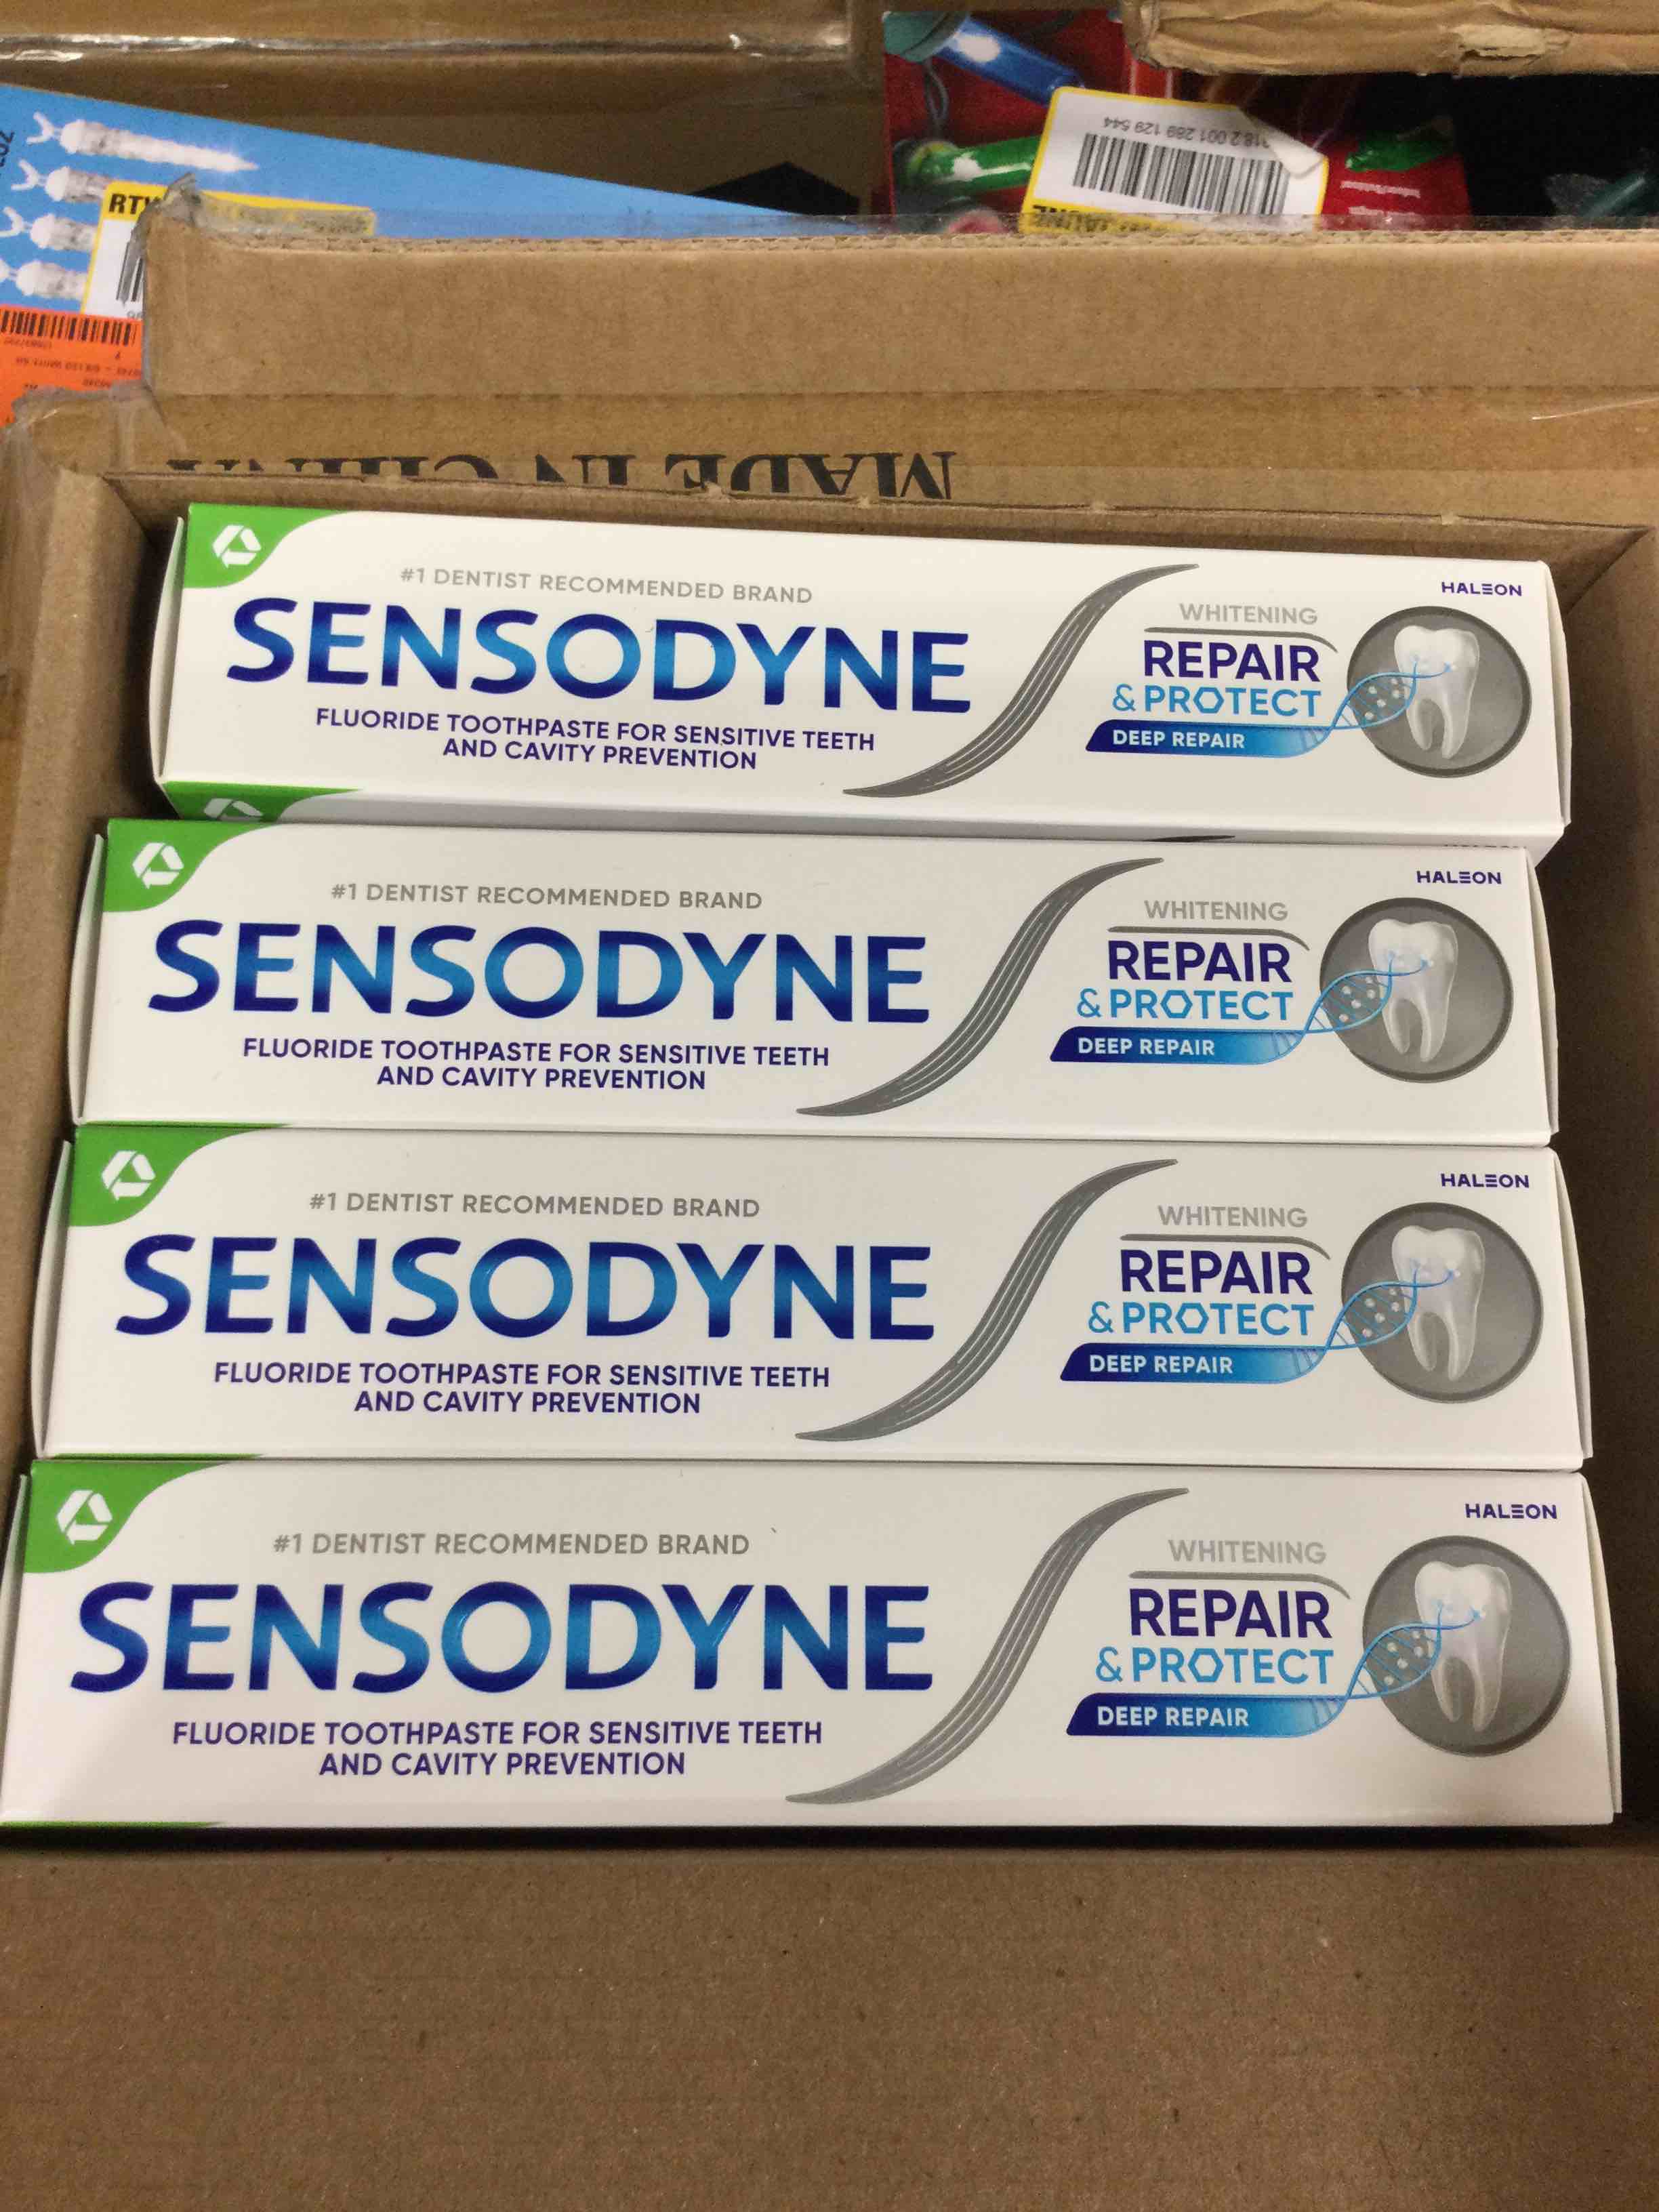 318.2 001 289 129 544
RTW
MADE IN CHINA
#1 DENTIST RECOMMENDED BRAND
SENSODYNE
FLUORIDE TOOTHPASTE FOR SENSITIVE TEETH
AND CAVITY PREVENTION
HALEON
WHITENING
REPAIR
& PROTECT
DEEP REPAIR
#1 DENTIST RECOMMENDED BRAND
SENSODYNE
FLUORIDE TOOTHPASTE FOR SENSITIVE TEETH
AND CAVITY PREVENTION
HALEON
WHITENING
REPAIR
& PROTECT
DEEP REPAIR
#1 DENTIST RECOMMENDED BRAND
SENSODYNE
FLUORIDE TOOTHPASTE FOR SENSITIVE TEETH
AND CAVITY PREVENTION
HALEON
WHITENING
REPAIR
& PROTECT
DEEP REPAIR
#1 DENTIST RECOMMENDED BRAND
SENSODYNE
FLUORIDE TOOTHPASTE FOR SENSITIVE TEETH
AND CAVITY PREVENTION
HALEON
WHITENING
REPAIR
& PROTECT
DEEP REPAIR